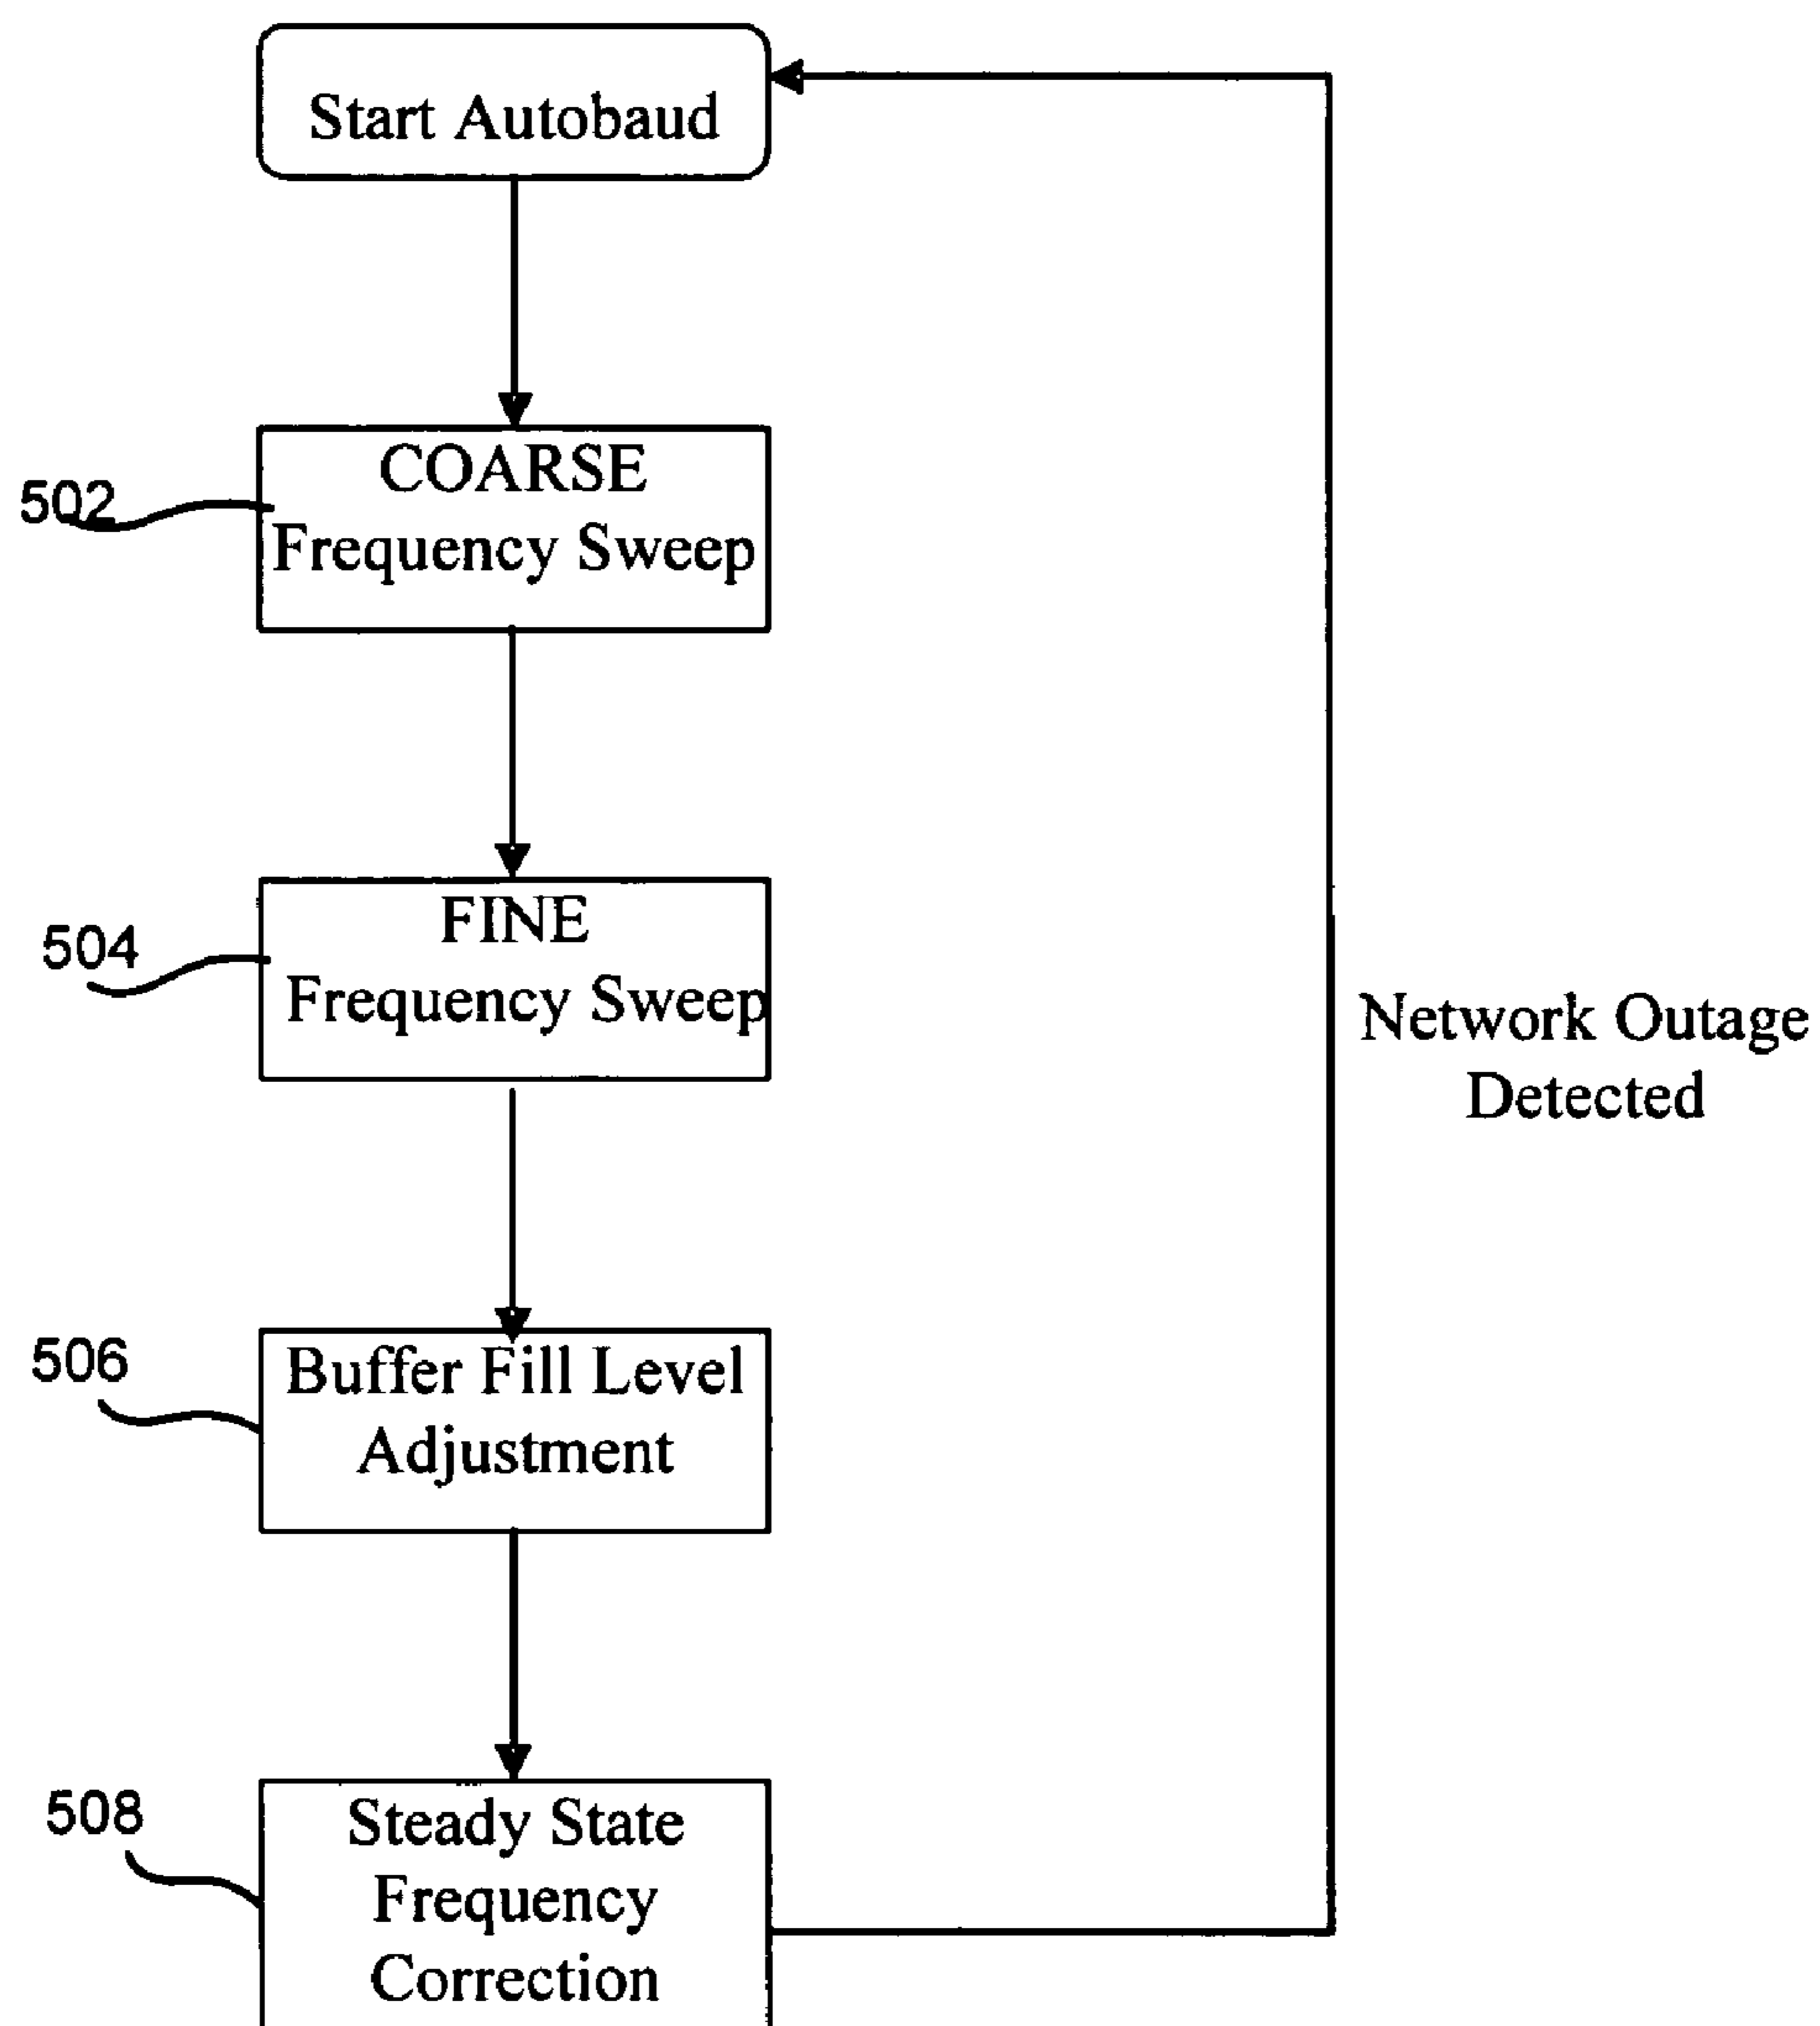 Start Autobaud
502
COARSE
Frequency Sweep
504
FINE
Frequency Sweep
Network Outage
Detected
506
Buffer Fill Level
Adjustment
508
Steady State
Frequency
Correction